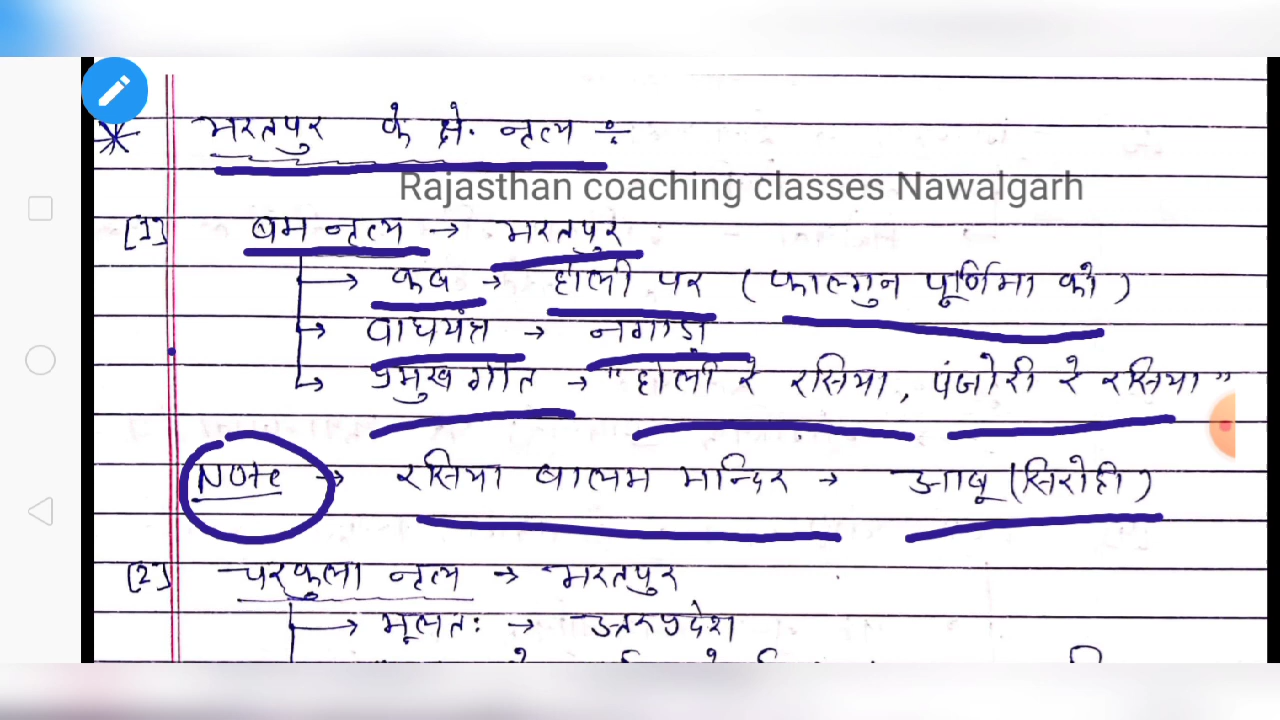 * भरतपुर के क्षे. नृत्य ÷
Rajasthan coaching classes Nawalgarh
[1] बम नृत्य → भरतपुर
→ कब → होली पर (फाल्गुन पूर्णिमा को)
→ वाद्ययंत्र → नगाडा
→ प्रमुख गीत → "होली रे रसिया, पंजोरी रे रसिया"
Note → रसिया बालम मन्दिर → आबू (सिरोही)
[2] चरकुला नृत्य → भरतपुर
→ मूलतः → उत्तरप्रदेश